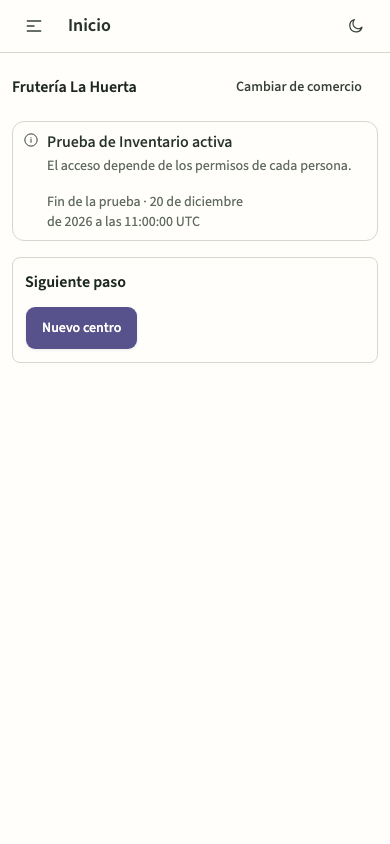 Inicio
Frutería La Huerta
Cambiar de comercio
Prueba de Inventario activa
El acceso depende de los permisos de cada persona.
Fin de la prueba · 20 de diciembre
de 2026 a las 11:00:00 UTC
Siguiente paso
Nuevo centro